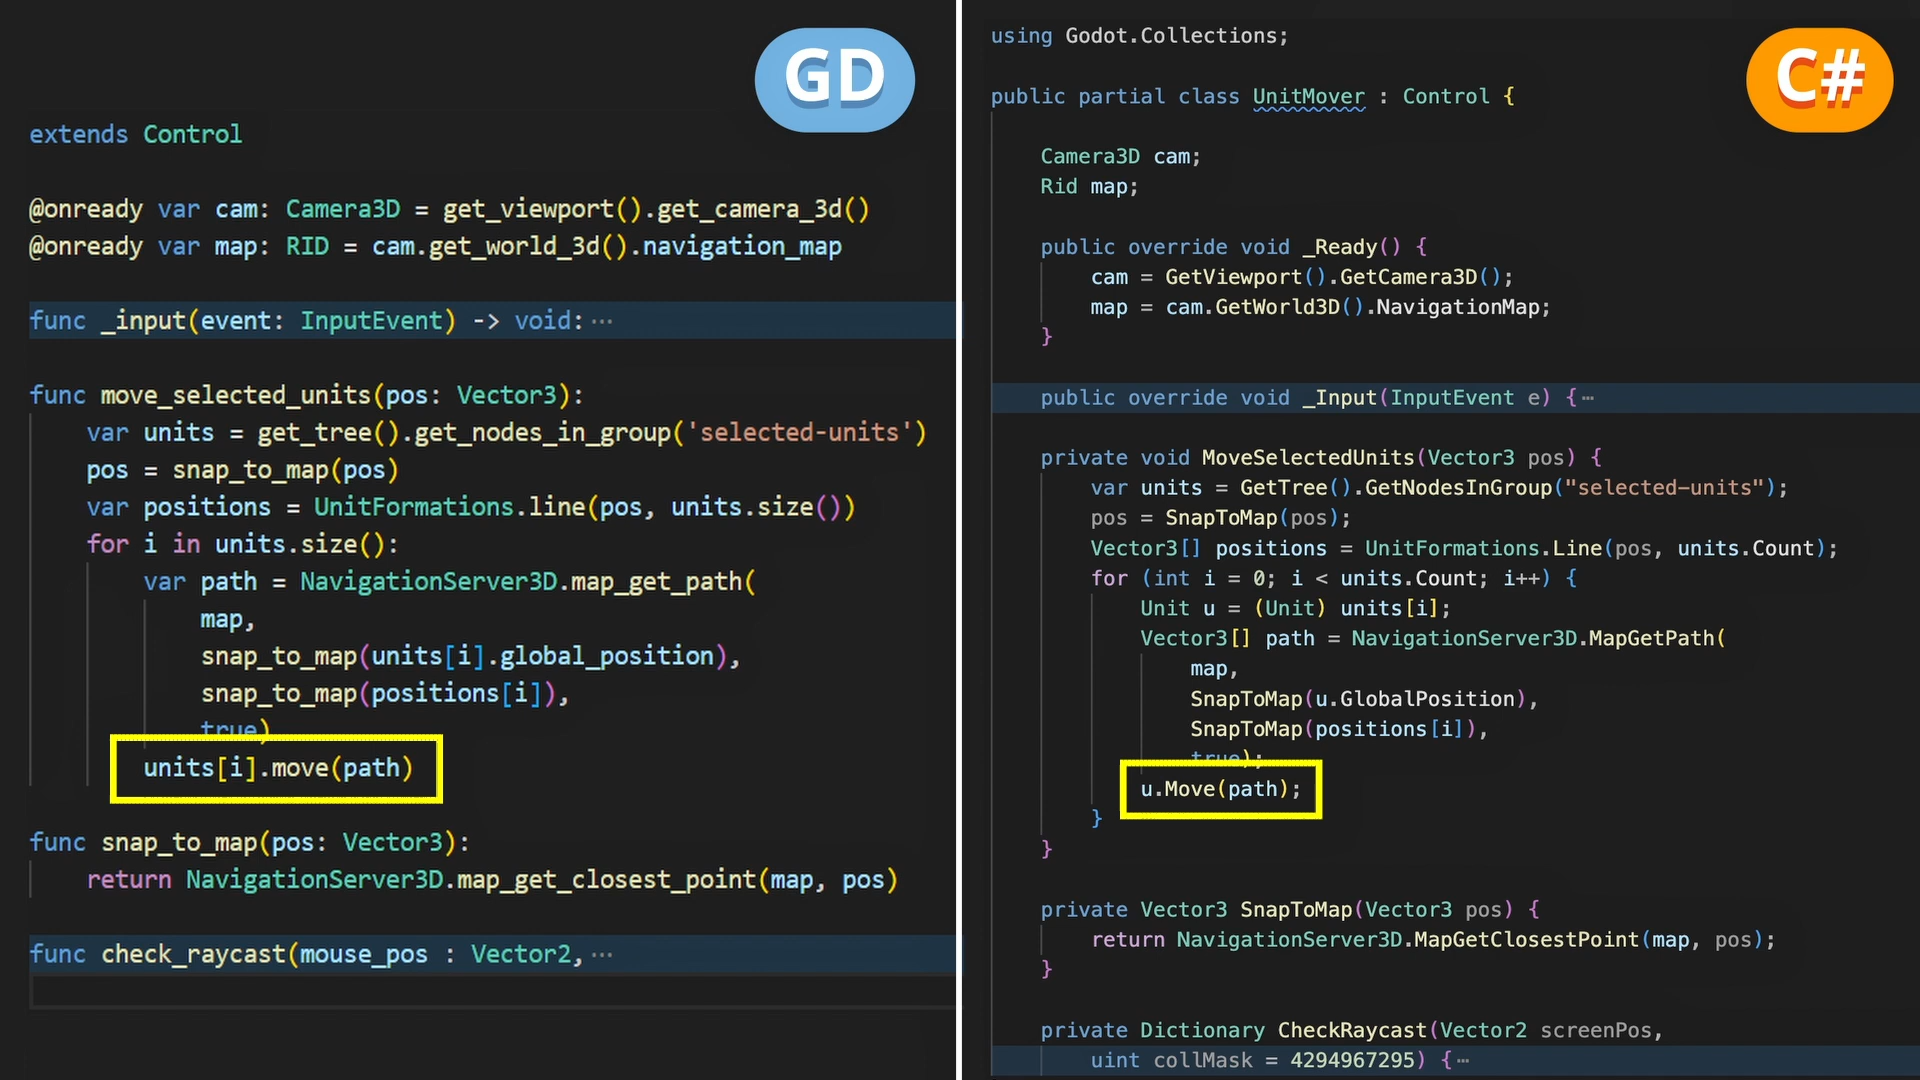 GD
extends Control
@onready var cam: Camera3D = get_viewport().get_camera_3d()
@onready var map: RID = cam.get_world_3d().navigation_map
func _input(event: InputEvent) -> void:···
func move_selected_units(pos: Vector3):
var units = get_tree().get_nodes_in_group('selected-units')
pos = snap_to_map(pos)
var positions = UnitFormations.line(pos, units.size())
for i in units.size():
var path = NavigationServer3D.map_get_path(
map,
snap_to_map(units[i].global_position),
snap_to_map(positions[i]),
true)
units[i].move(path)
func snap_to_map(pos: Vector3):
return NavigationServer3D.map_get_closest_point(map, pos)
func check_raycast(mouse_pos : Vector2,···
C#
using Godot.Collections;
public partial class UnitMover : Control {
Camera3D cam;
Rid map;
public override void _Ready() {
cam = GetViewport().GetCamera3D();
map = cam.GetWorld3D().NavigationMap;
}
public override void _Input(InputEvent e) {···
private void MoveSelectedUnits(Vector3 pos) {
var units = GetTree().GetNodesInGroup("selected-units");
pos = SnapToMap(pos);
Vector3[] positions = UnitFormations.Line(pos, units.Count);
for (int i = 0; i < units.Count; i++) {
Unit u = (Unit) units[i];
Vector3[] path = NavigationServer3D.MapGetPath(
map,
SnapToMap(u.GlobalPosition),
SnapToMap(positions[i]),
true);
u.Move(path);
}
}
private Vector3 SnapToMap(Vector3 pos) {
return NavigationServer3D.MapGetClosestPoint(map, pos);
}
private Dictionary CheckRaycast(Vector2 screenPos,
uint collMask = 4294967295) {···